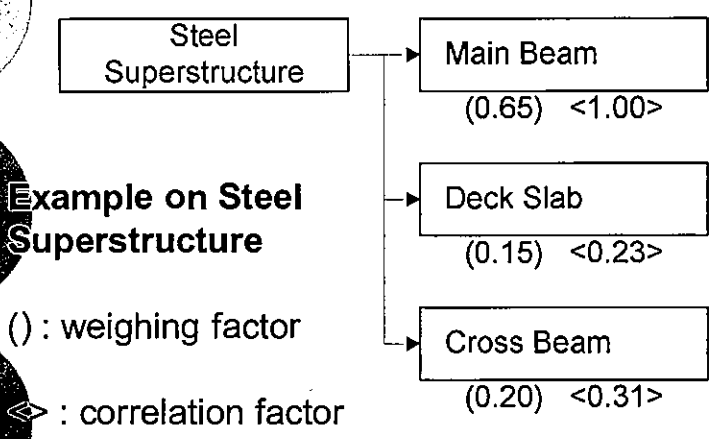 Steel
Superstructure
Main Beam
(0.65) <1.00>
Example on Steel
Superstructure
Deck Slab
(0.15) <0.23>
() : weighing factor
Cross Beam
(0.20) <0.31>
<> : correlation factor